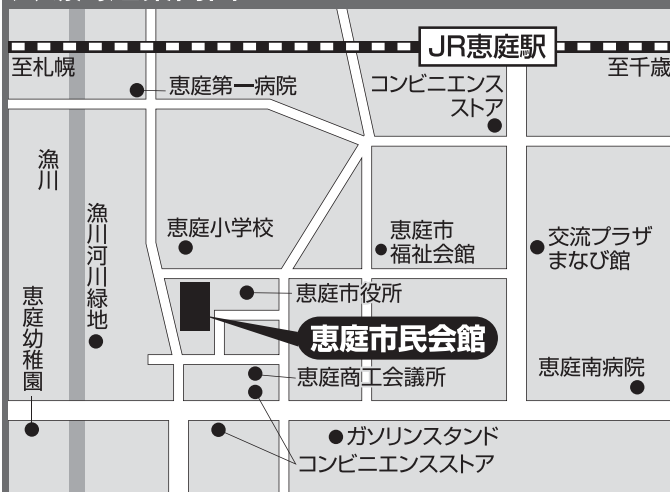 JR恵庭駅
至札幌
至千歳
恵庭第一病院
コンビニエンス
ストア
漁川
漁川河川緑地
恵庭小学校
恵庭市
福祉会館
交流プラザ
まなび館
恵庭幼稚園
恵庭市役所
恵庭市民会館
恵庭南病院
恵庭商工会議所
ガソリンスタンド
コンビニエンスストア